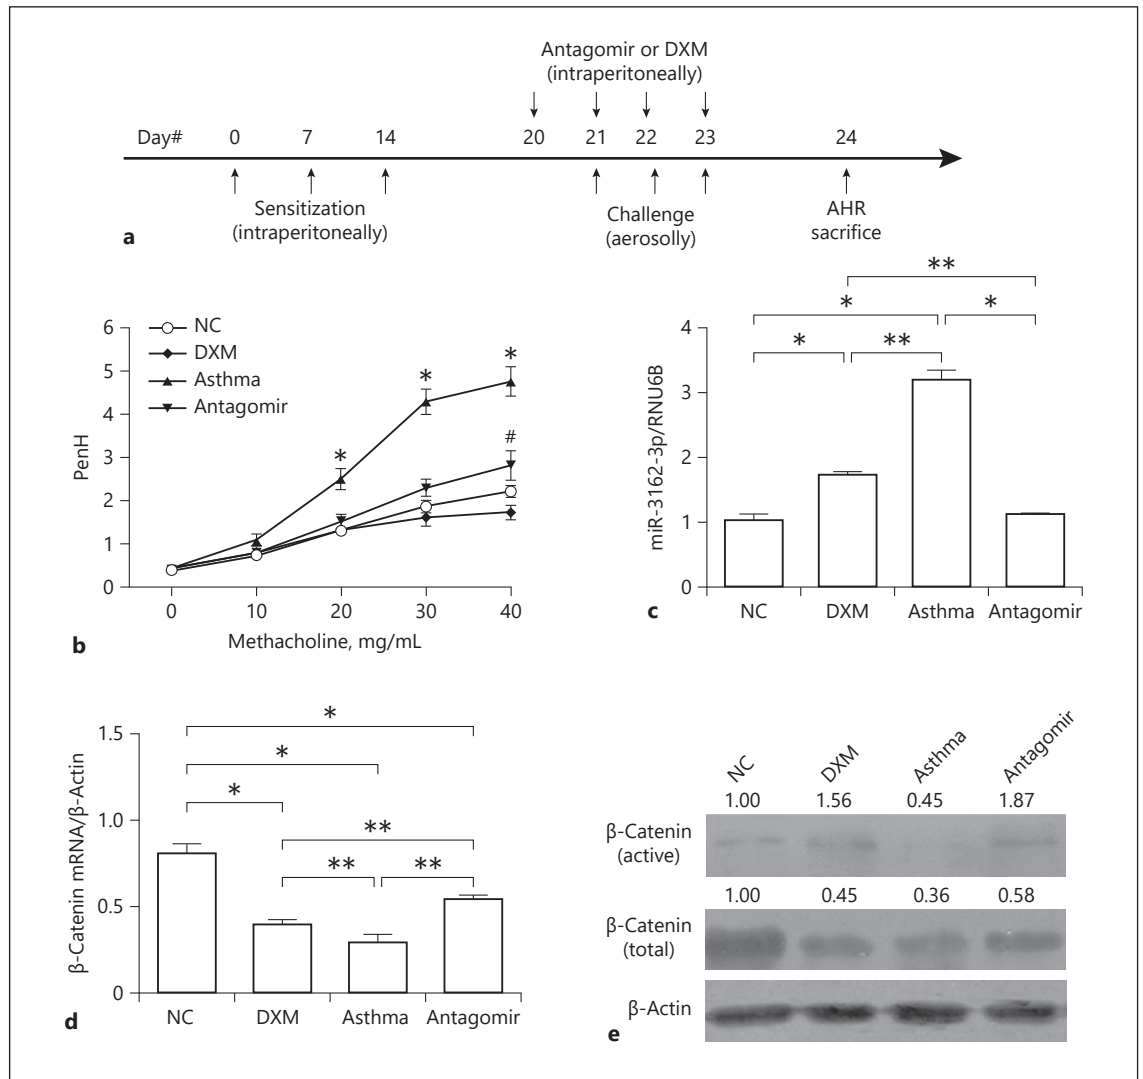 Antagomir or DXM
(intraperitoneally)
Day# 0 7 14 20 21 22 23 24
Sensitization
(intraperitoneally)
Challenge
(aerosolly)
AHR
sacrifice
a
NC
DXM
Asthma
Antagomir
PenH
6
5
4
3
2
1
0
* * * #
0 10 20 30 40
Methacholine, mg/mL
b
miR-3162-3p/RNU6B
4
3
2
1
0
**
* *
* **
NC DXM Asthma Antagomir
c
β-Catenin mRNA/β-Actin
1.5
1.0
0.5
0
*
*
*
**
** **
NC DXM Asthma Antagomir
d
NC DXM Asthma Antagomir
1.00 1.56 0.45 1.87
β-Catenin
(active)
1.00 0.45 0.36 0.58
β-Catenin
(total)
β-Actin
e